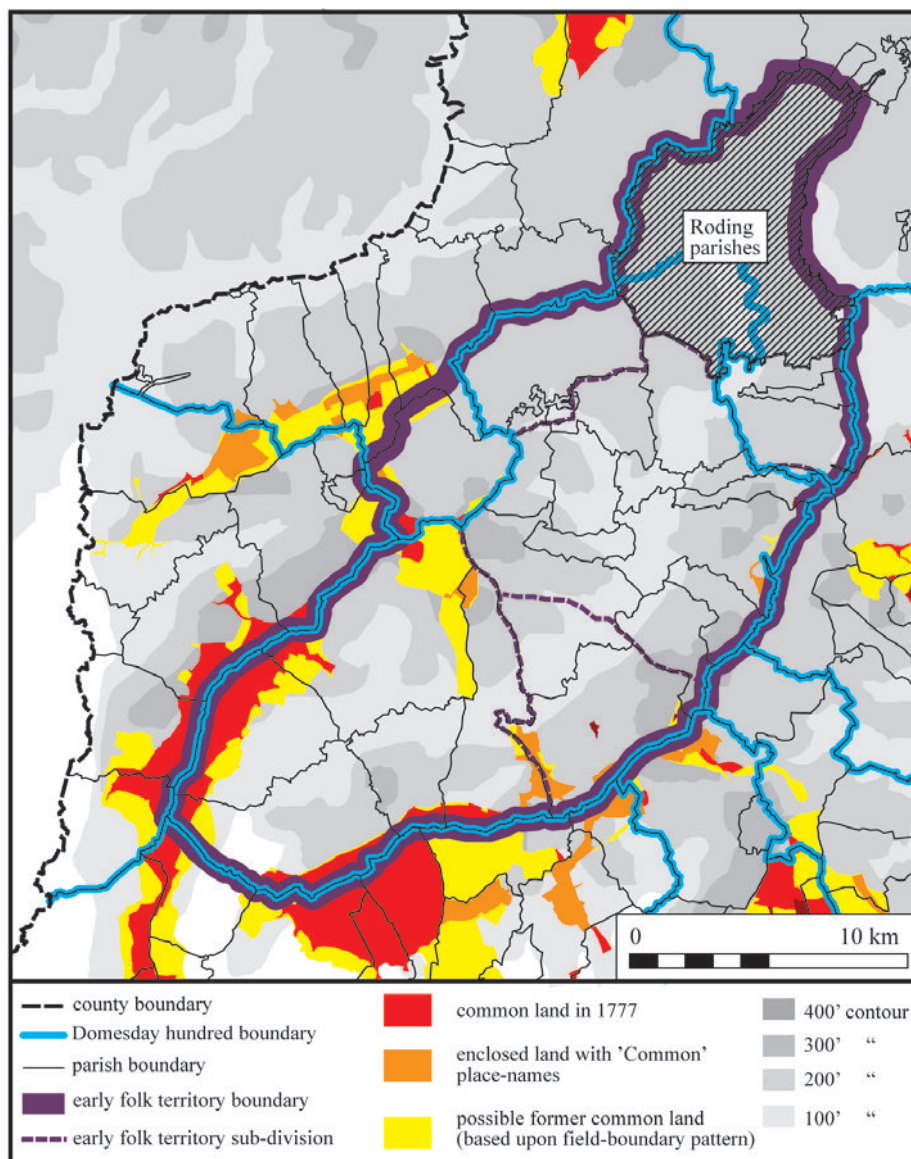 Roding
parishes
0 10 km
county boundary
Domesday hundred boundary
parish boundary
early folk territory boundary
early folk territory sub-division
common land in 1777
enclosed land with 'Common'
place-names
possible former common land
(based upon field-boundary pattern)
400' contour
300' “
200' “
100' “